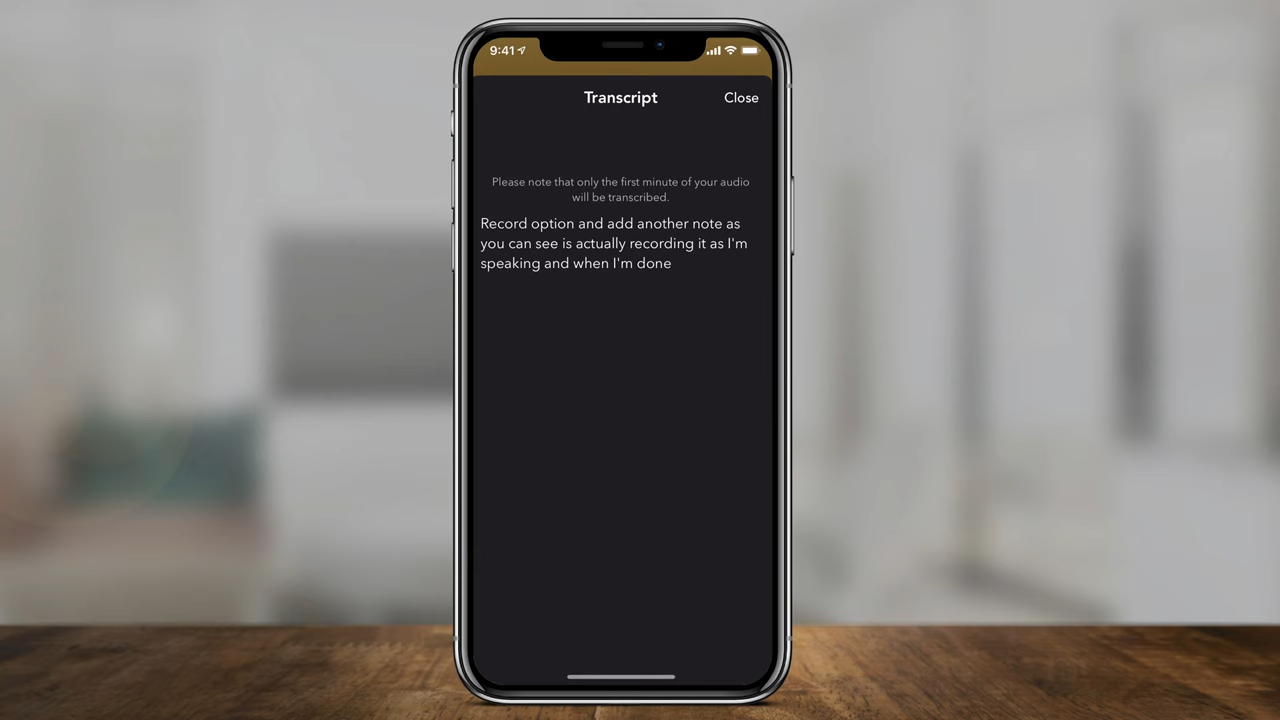 9:41
Transcript
Close
Please note that only the first minute of your audio
will be transcribed.
Record option and add another note as
you can see is actually recording it as I'm
speaking and when I'm done